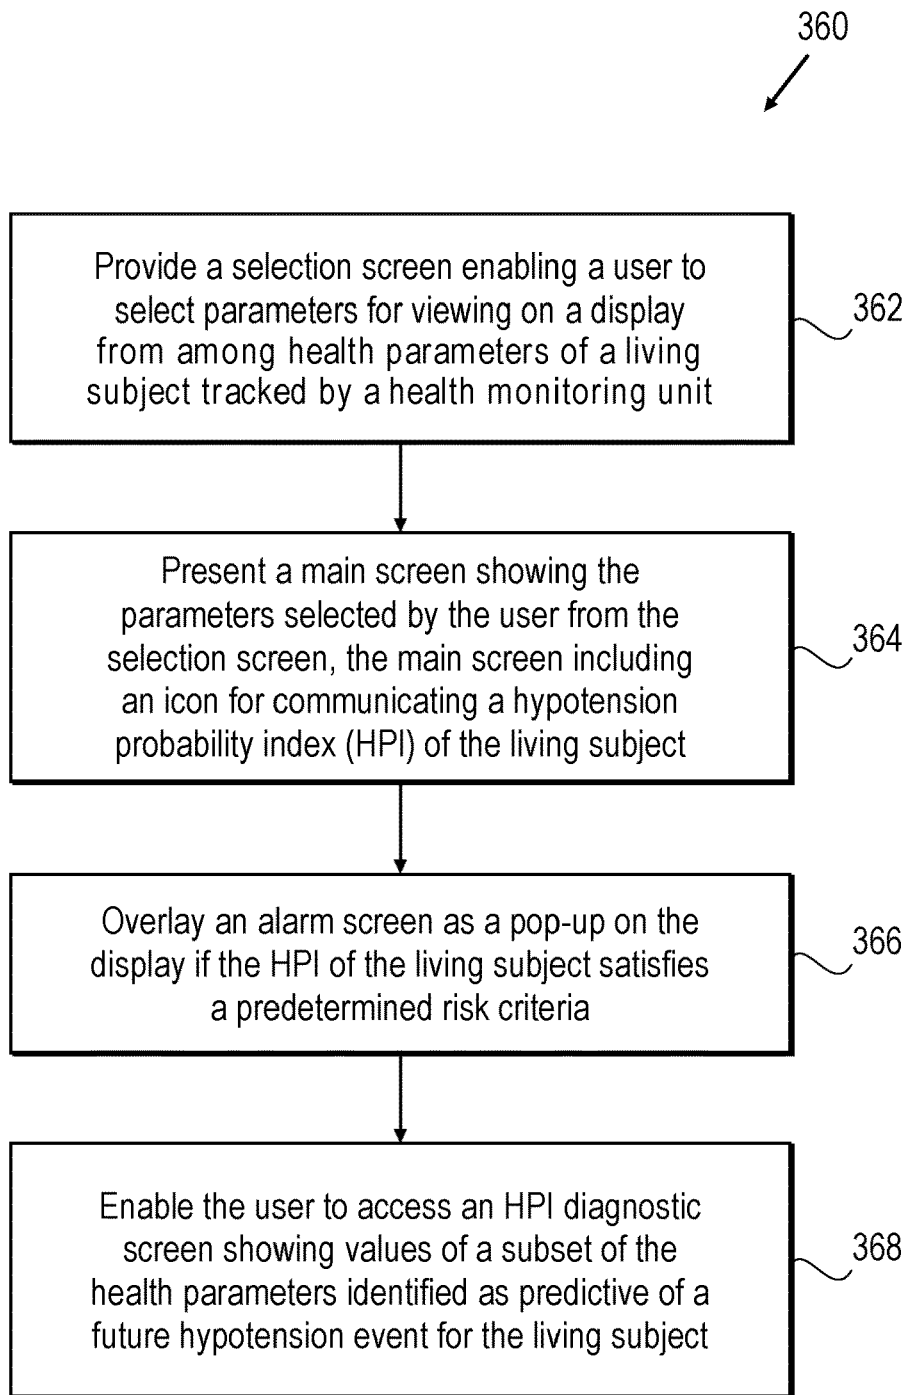 360
Provide a selection screen enabling a user to
select parameters for viewing on a display
from among health parameters of a living
subject tracked by a health monitoring unit
362
Present a main screen showing the
parameters selected by the user from the
selection screen, the main screen including
an icon for communicating a hypotension
probability index (HPI) of the living subject
364
Overlay an alarm screen as a pop-up on the
display if the HPI of the living subject satisfies
a predetermined risk criteria
366
Enable the user to access an HPI diagnostic
screen showing values of a subset of the
health parameters identified as predictive of a
future hypotension event for the living subject
368